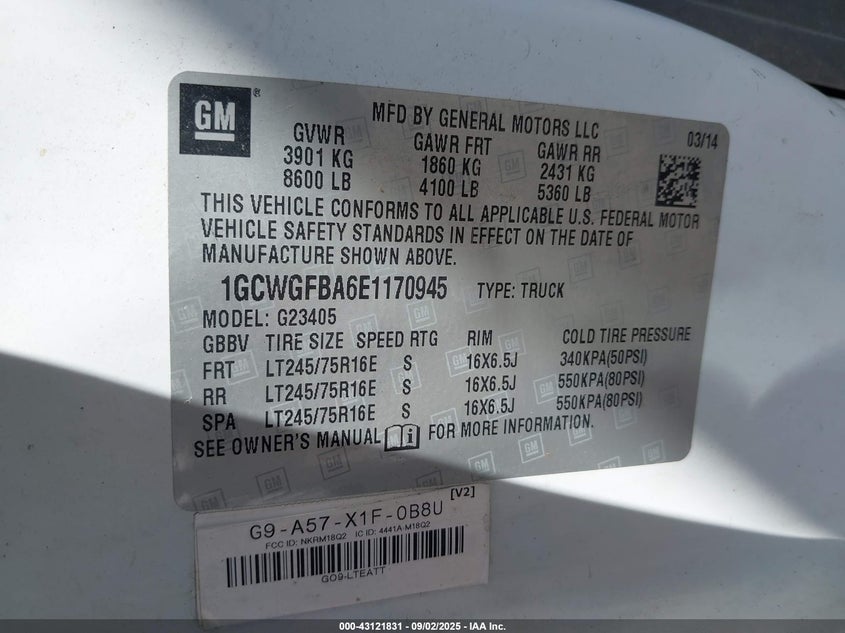 GM ®
MFD BY GENERAL MOTORS LLC
03/14
GVWR GAWR FRT GAWR RR
3901 KG 1860 KG 2431 KG
8600 LB 4100 LB 5360 LB
THIS VEHICLE CONFORMS TO ALL APPLICABLE U.S. FEDERAL MOTOR
VEHICLE SAFETY STANDARDS IN EFFECT ON THE DATE OF
MANUFACTURE SHOWN ABOVE.
1GCWGFBA6E1170945 TYPE: TRUCK
MODEL: G23405
GBBV TIRE SIZE SPEED RTG RIM COLD TIRE PRESSURE
FRT LT245/75R16E S 16X6.5J 340KPA(50PSI)
RR LT245/75R16E S 16X6.5J 550KPA(80PSI)
SPA LT245/75R16E S 16X6.5J 550KPA(80PSI)
SEE OWNER'S MANUAL FOR MORE INFORMATION.
[V2]
G9-A57-X1F-0B8U
FCC ID: NKRM18Q2 IC ID: 4441A-M18Q2
GO9-LTEATT
000-43121831 - 09/02/2025 - IAA Inc.